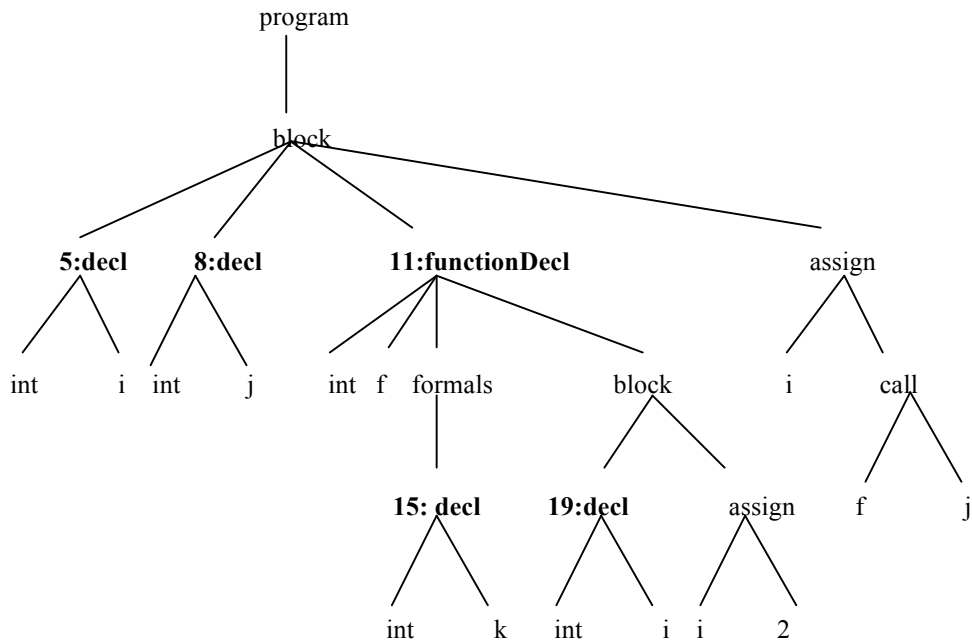 program
block
5:decl 8:decl 11:functionDecl assign
int i int j int f formals block i call
15: decl 19:decl assign f j
int k int i i 2